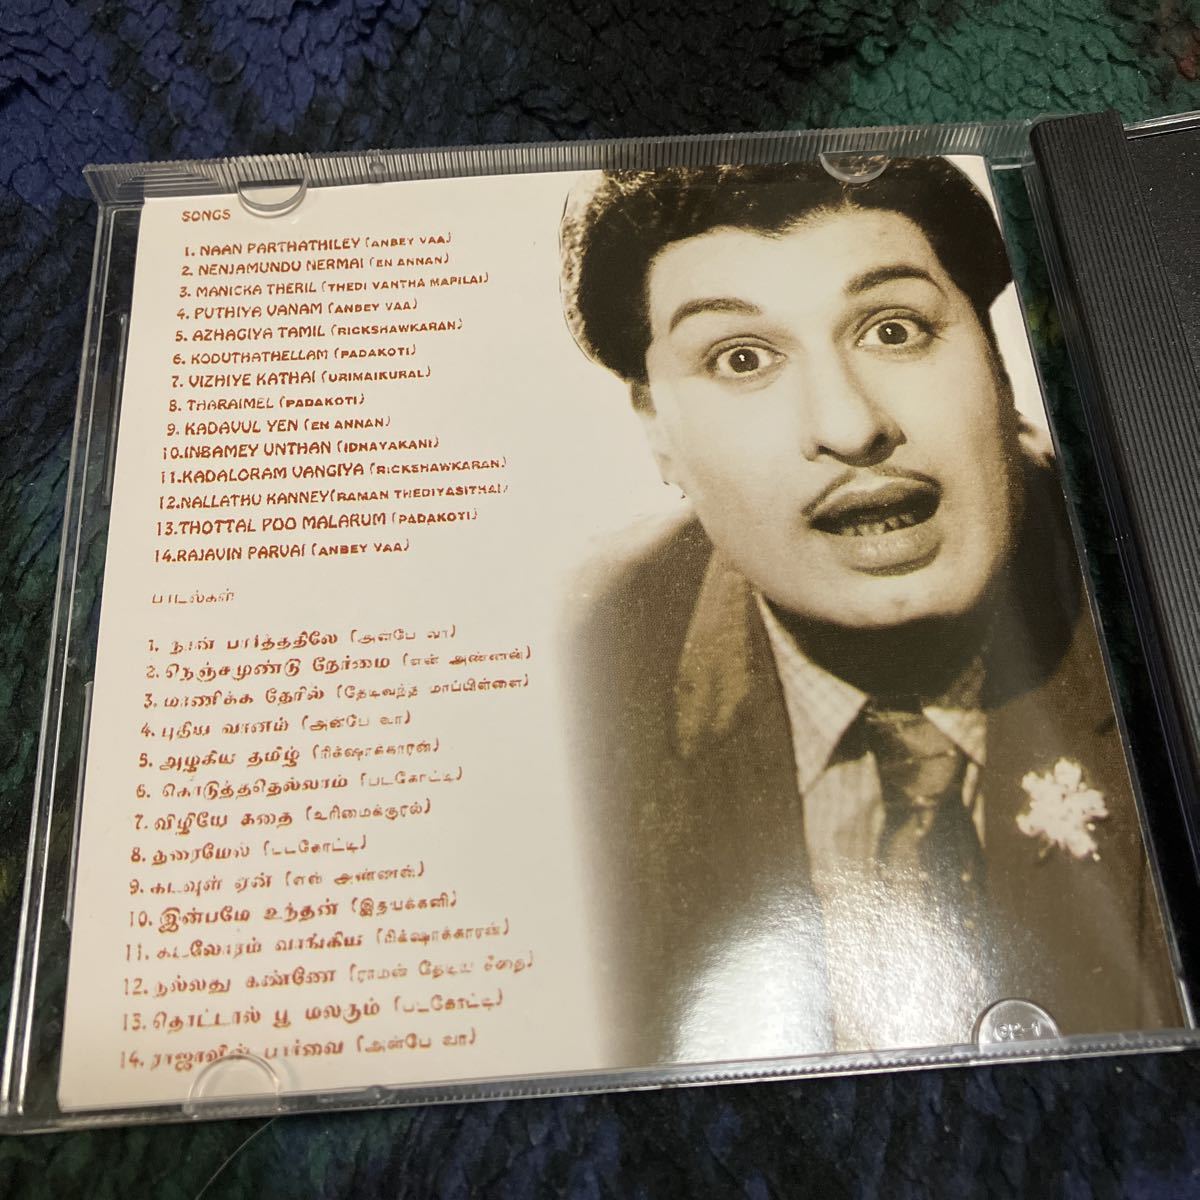 SONGS
1. NAAN PARTHATHILEY (ANBEY VAA)
2. NENJAMUNDU NERMAI (EN ANNAN)
3. MANICKA THERIL (THEDI VANTHA MAPILAI)
4. PUTHIYA VANAM (ANBEY VAA)
5. AZHAGIYA TAMIL (RICKSHAWKARAN)
6. KODUTHATHELLAM (PADAKOTI)
7. VIZHIYE KATHAI (URIMAIKURAL)
8. THARAIMEL (PADAKOTI)
9. KADAVUL YEN (EN ANNAN)
10.INBAMEY UNTHAN (IDNAYAKANI)
11.KADALORAM VANGIYA (RICKSHAWKARAN)
12.NALLATHU KANNEY(RAMAN THEDIYASITHAI)
13.THOTTAL POO MALARUM (PADAKOTI)
14.RAJAVIN PARVAI (ANBEY VAA)
பாடல்கள்
1. நான் பார்த்ததிலே (அன்பே வா)
2. நெஞ்சமுண்டு நேர்மை (என் அண்ணன்)
3. மாணிக்க தேரில் (தேடிவந்த மாப்பிள்ளை)
4. புதிய வானம் (அன்பே வா)
5. அழகிய தமிழ் (ரிக்ஷாக்காரன்)
6. கொடுத்ததெல்லாம் (படகோட்டி)
7. விழியே கதை (உரிமைக்குரல்)
8. தரைமேல் (படகோட்டி)
9. கடவுள் ஏன் (என் அண்ணன்)
10. இன்பமே உந்தன் (இதயக்கனி)
11. கடலோரம் வாங்கிய (ரிக்ஷாக்காரன்)
12. நல்லது கண்ணே (ராமன் தேடிய சீதை)
13. தொட்டால் பூ மலரும் (படகோட்டி)
14. ராஜாவின் பார்வை (அன்பே வா)